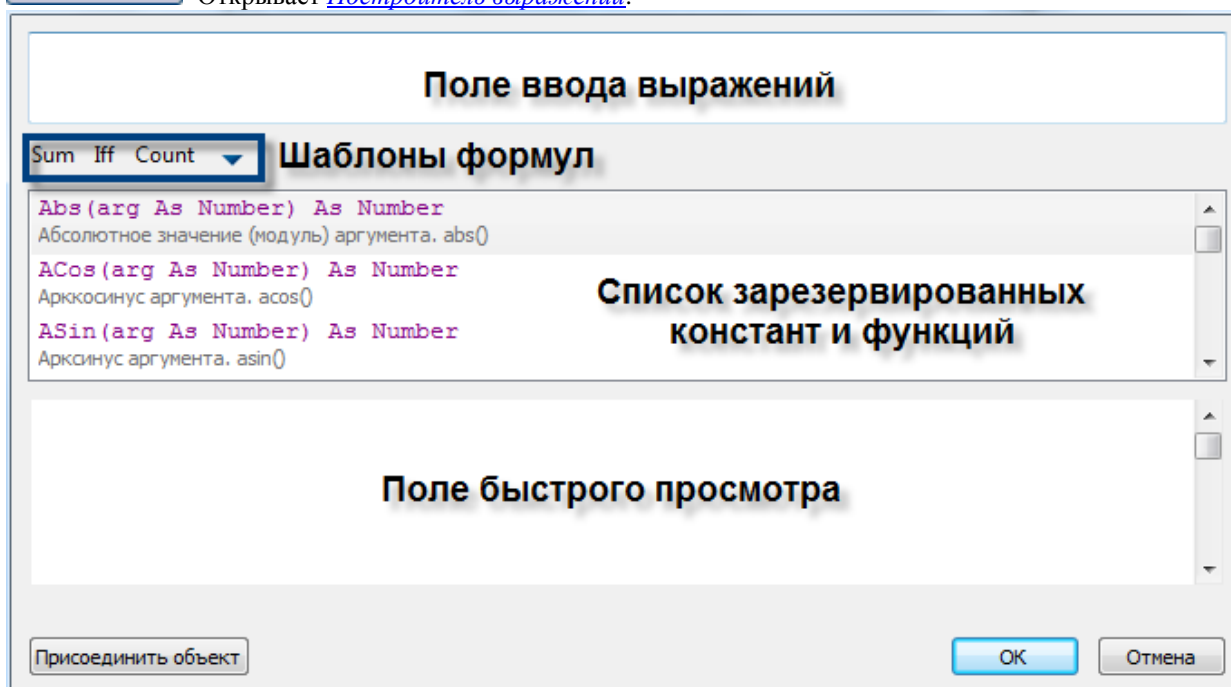 Открывает Построитель выражений.
Поле ввода выражений
Sum Iff Count
Шаблоны формул
Abs(arg As Number) As Number
Абсолютное значение (модуль) аргумента. abs()
ACos(arg As Number) As Number
Арккосинус аргумента. acos()
ASin(arg As Number) As Number
Арксинус аргумента. asin()
Список зарезервированных
констант и функций
Поле быстрого просмотра
Присоединить объект
OK
Отмена